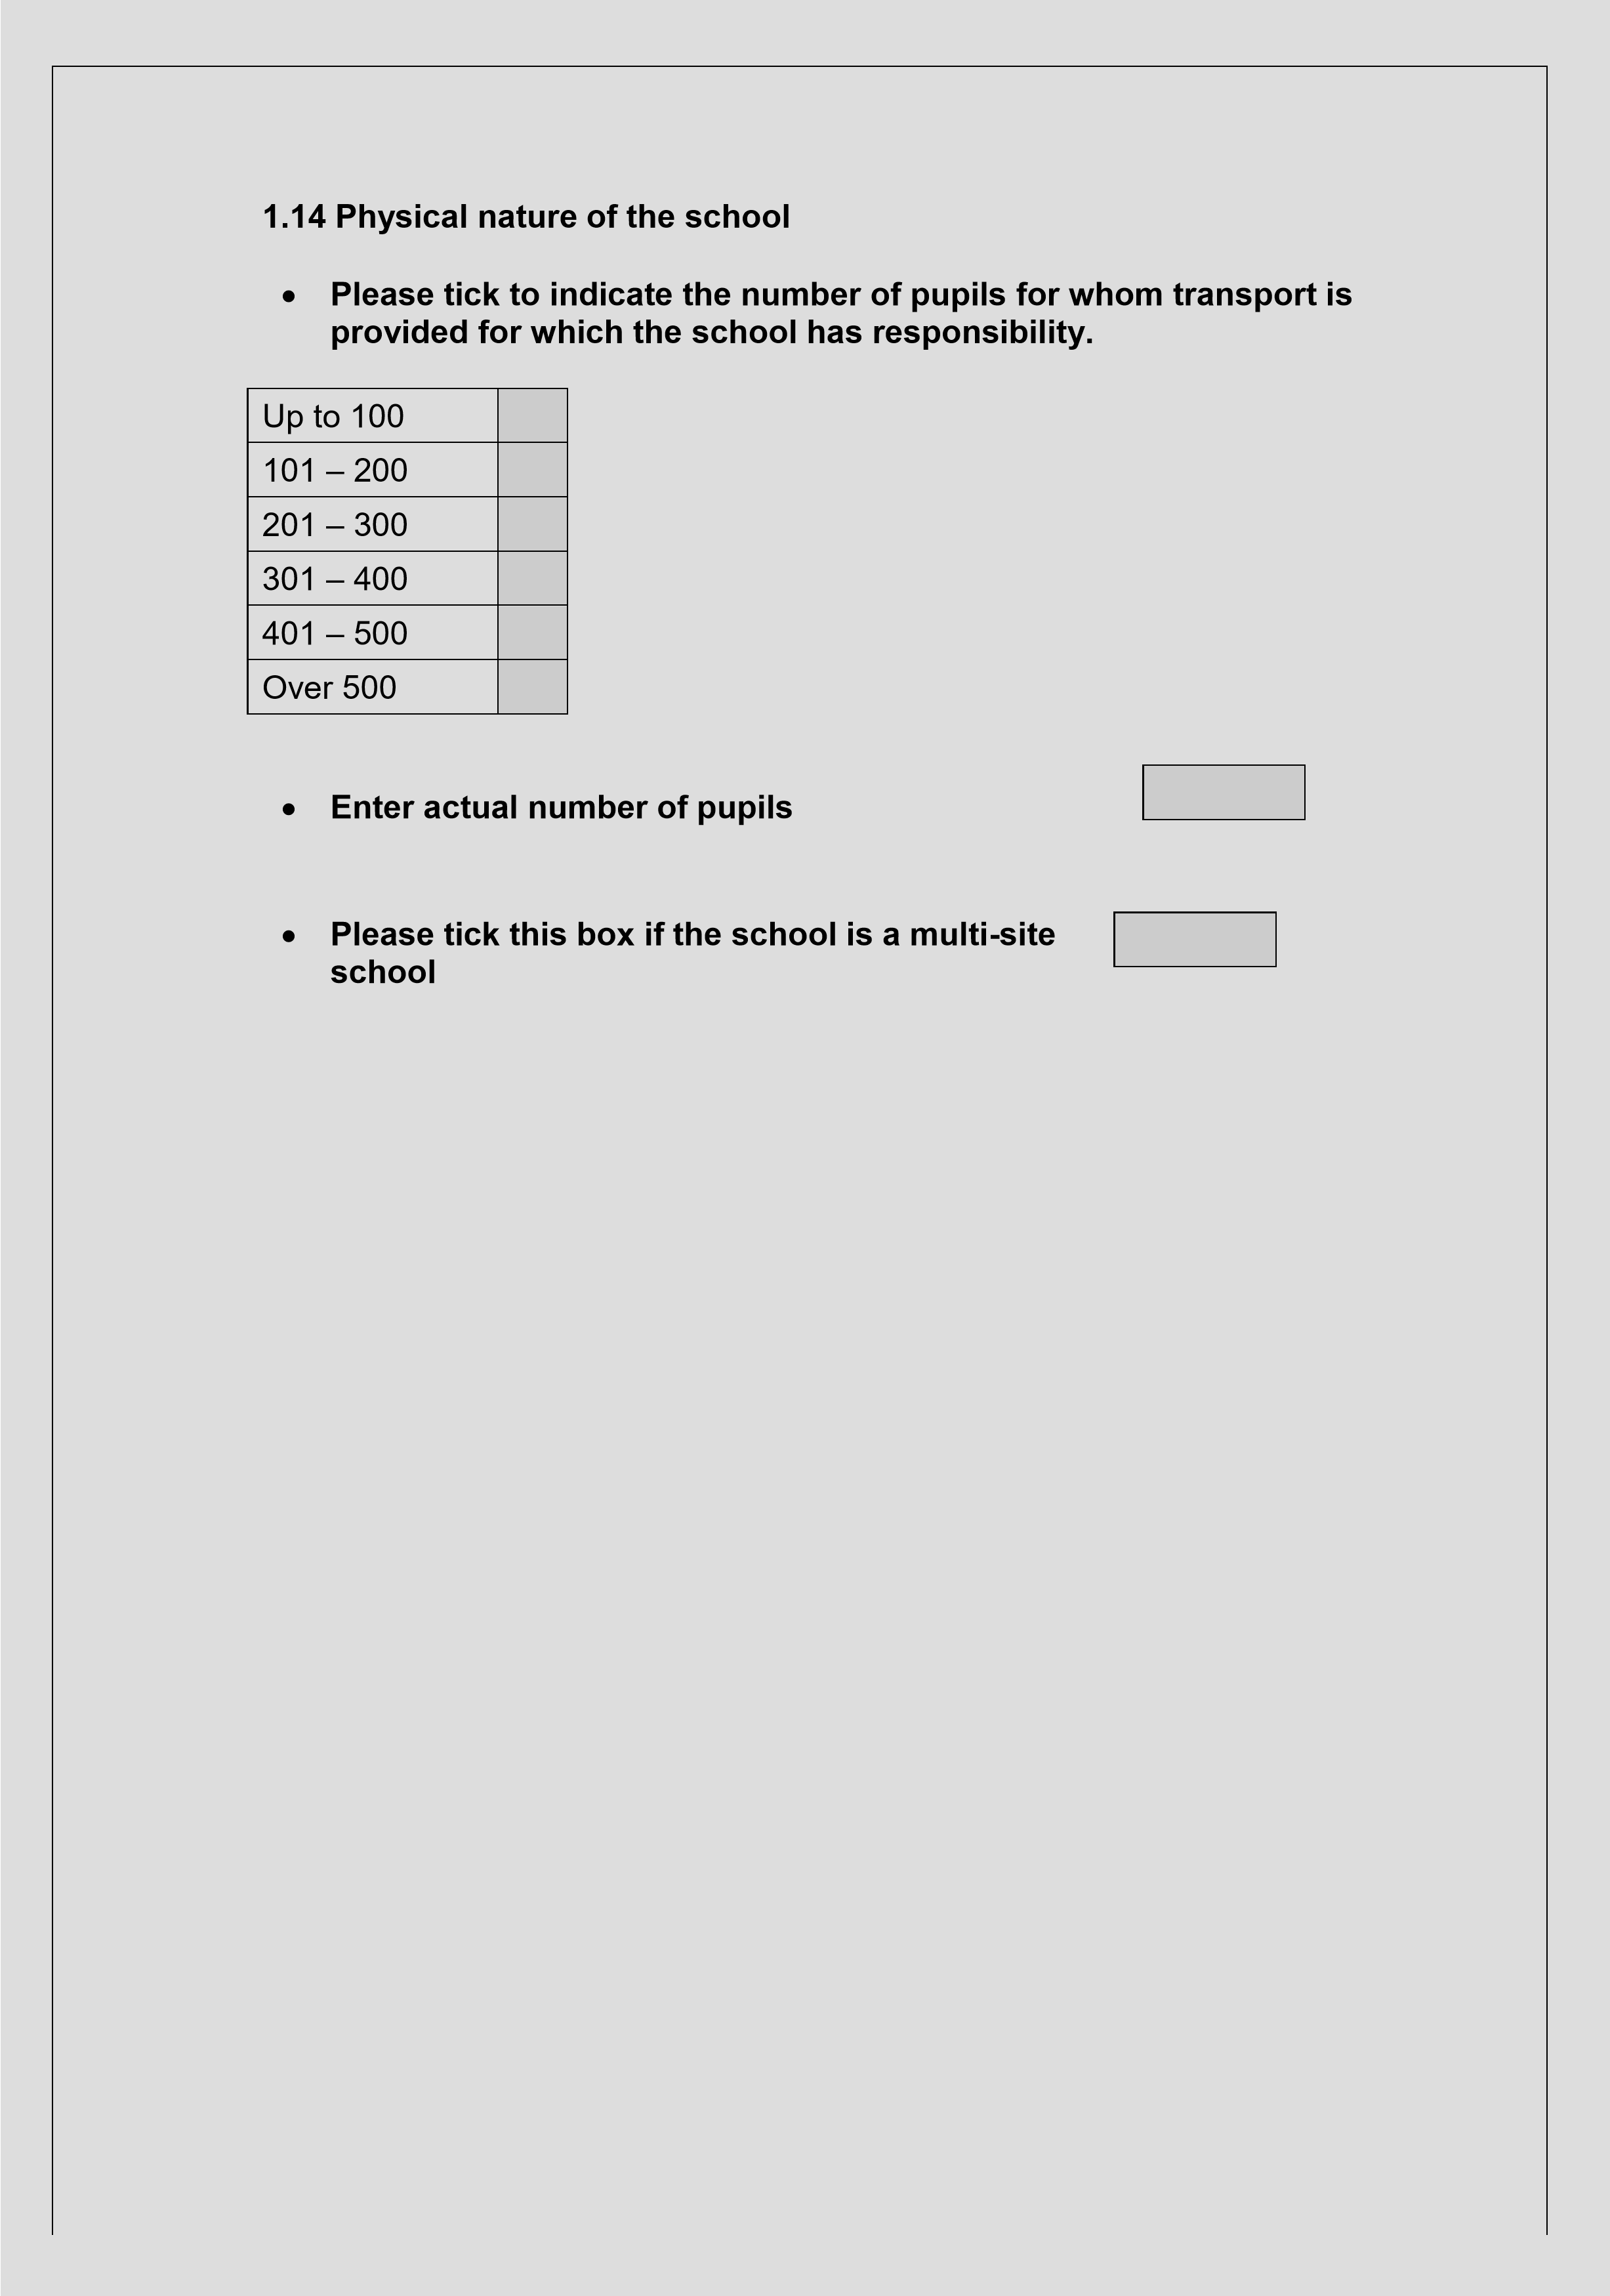 1.14 Physical nature of the school
• Please tick to indicate the number of pupils for whom transport is
provided for which the school has responsibility.
Up to 100
101 – 200
201 – 300
301 – 400
401 – 500
Over 500
• Enter actual number of pupils
• Please tick this box if the school is a multi-site
school